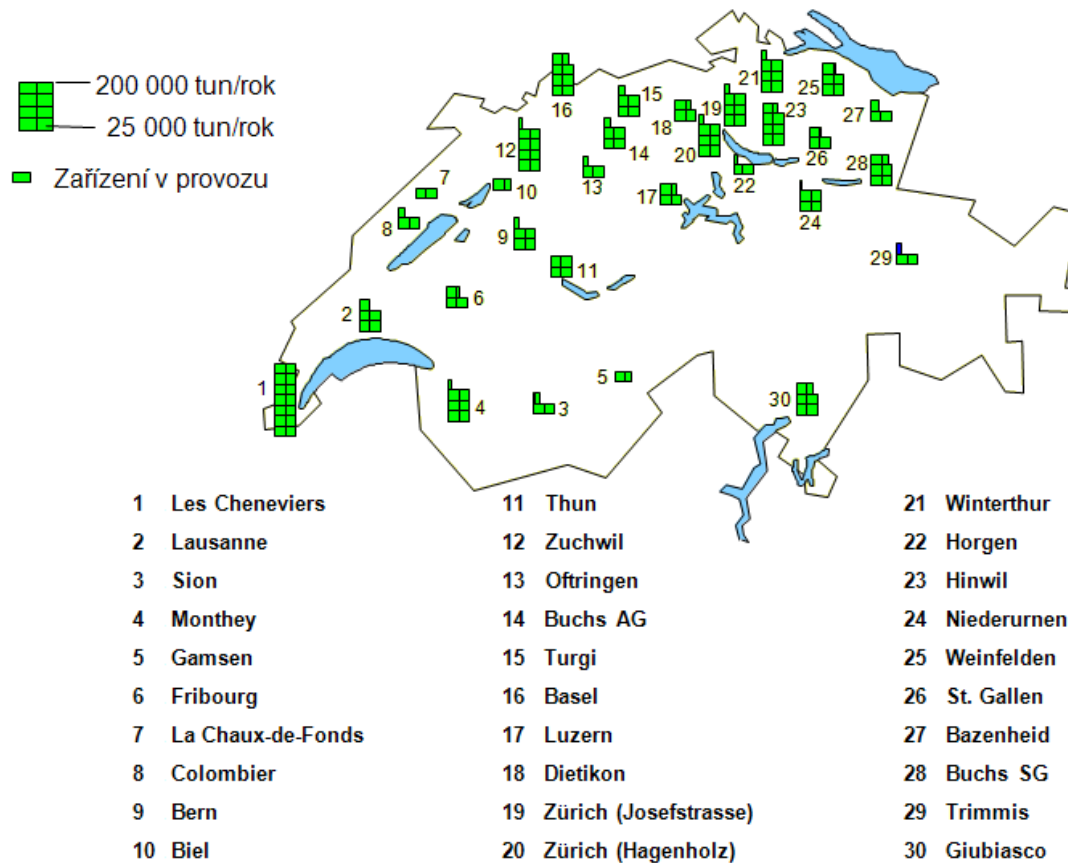 200 000 tun/rok
25 000 tun/rok
Zařízení v provozu
1
2
3
4
5
6
7
8
9
10
11
12
13
14
15
16
17
18
19
20
21
22
23
24
25
26
27
28
29
30
1 Les Cheneviers
2 Lausanne
3 Sion
4 Monthey
5 Gamsen
6 Fribourg
7 La Chaux-de-Fonds
8 Colombier
9 Bern
10 Biel
11 Thun
12 Zuchwil
13 Oftringen
14 Buchs AG
15 Turgi
16 Basel
17 Luzern
18 Dietikon
19 Zürich (Josefstrasse)
20 Zürich (Hagenholz)
21 Winterthur
22 Horgen
23 Hinwil
24 Niederurnen
25 Weinfelden
26 St. Gallen
27 Bazenheid
28 Buchs SG
29 Trimmis
30 Giubiasco